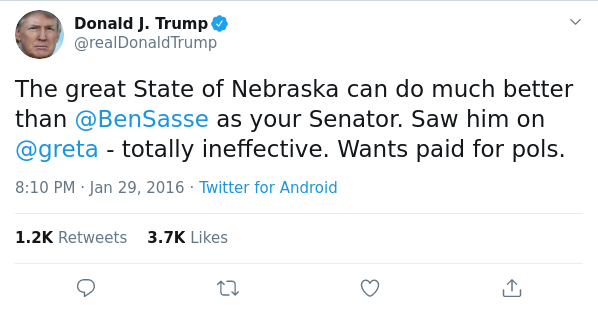 Donald J. Trump
@realDonaldTrump
The great State of Nebraska can do much better
than @BenSasse as your Senator. Saw him on
@greta - totally ineffective. Wants paid for pols.
8:10 PM · Jan 29, 2016 · Twitter for Android
1.2K Retweets 3.7K Likes